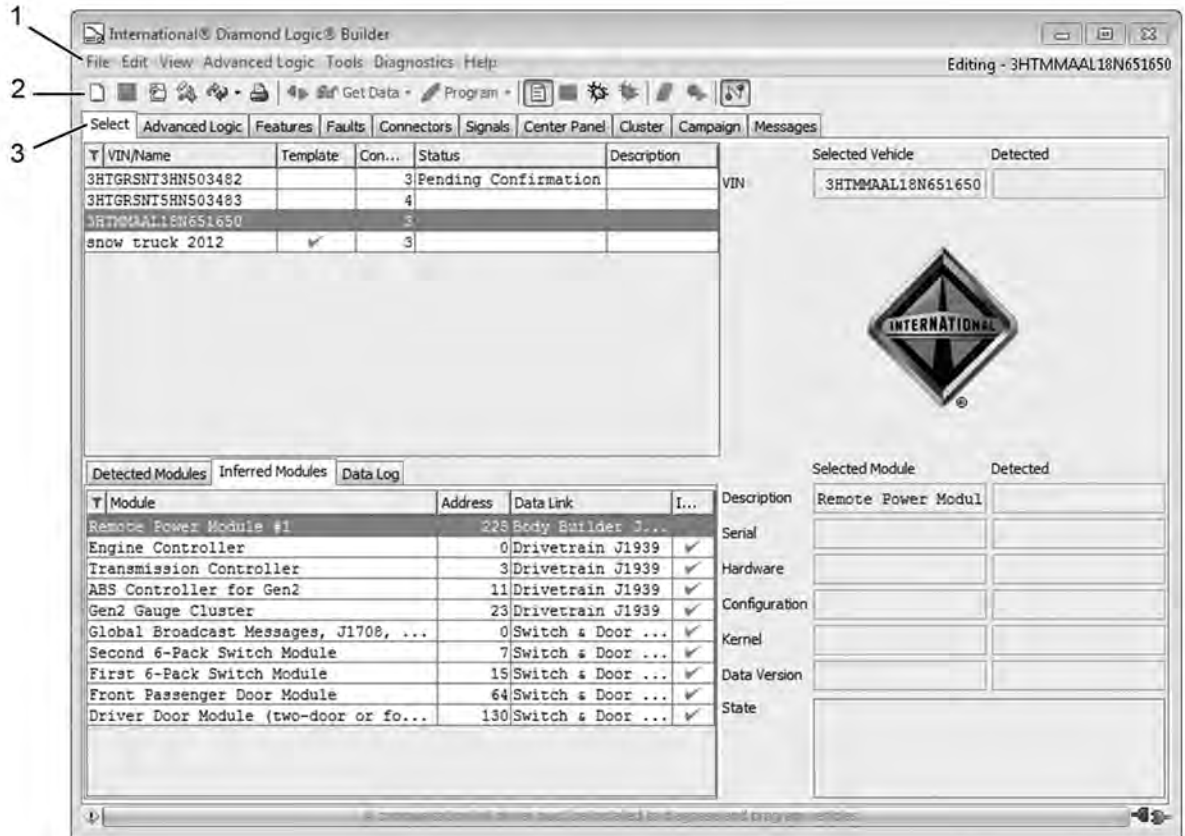 1
International® Diamond Logic® Builder
File Edit View Advanced Logic Tools Diagnostics Help
Editing - 3HTMMAAL18N651650
2
Get Data Program
3
Select Advanced Logic Features Faults Connectors Signals Center Panel Cluster Campaign Messages
VIN/Name Template Con... Status Description
Selected Vehicle Detected
3HTGRSNT3HN503482 3 Pending Confirmation
VIN 3HTMMAAL18N651650
3HTGRSNT5HN503483 4
3HTMMAAL18N651650 3
snow truck 2012 3
INTERNATIONAL
®
Detected Modules Inferred Modules Data Log
Selected Module Detected
Module Address Data Link I...
Description Remote Power Modul
Remote Power Module #1 225 Body Builder J...
Serial
Engine Controller 0 Drivetrain J1939
Transmission Controller 3 Drivetrain J1939
Hardware
ABS Controller for Gen2 11 Drivetrain J1939
Gen2 Gauge Cluster 23 Drivetrain J1939
Configuration
Global Broadcast Messages, J1708, ... 0 Switch & Door ...
Kernel
Second 6-Pack Switch Module 7 Switch & Door ...
First 6-Pack Switch Module 15 Switch & Door ...
Data Version
Front Passenger Door Module 64 Switch & Door ...
State
Driver Door Module (two-door or fo... 130 Switch & Door ...